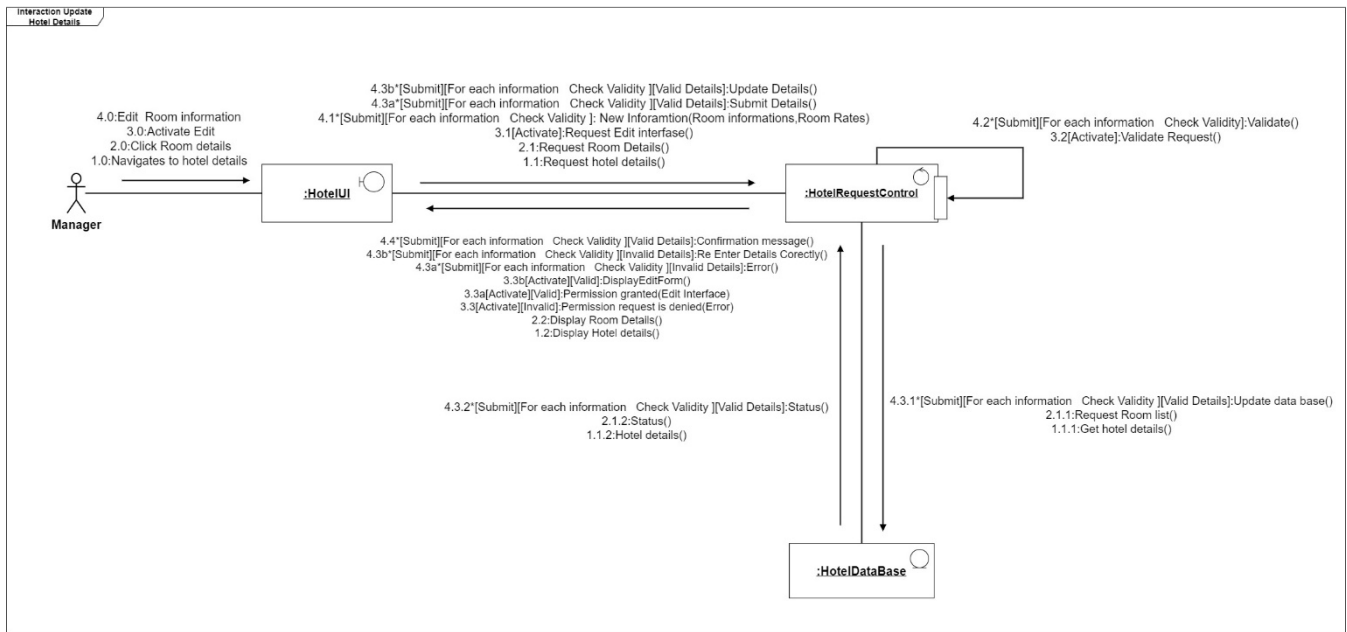 Interaction Update
Hotel Details
4.3b*[Submit][For each information Check Validity ][Valid Details]:Update Details()
4.3a*[Submit][For each information Check Validity ][Valid Details]:Submit Details()
4.1*[Submit][For each information Check Validity ]: New Inforamtion(Room informations,Room Rates)
3.1[Activate]:Request Edit interfase()
2.1:Request Room Details()
1.1:Request hotel details()
4.0:Edit Room information
3.0:Activate Edit
2.0:Click Room details
1.0:Navigates to hotel details
4.2*[Submit][For each information Check Validity]:Validate()
3.2[Activate]:Validate Request()
Manager
:HotelUI
:HotelRequestControl
4.4*[Submit][For each information Check Validity ][Valid Details]:Confirmation message()
4.3b*[Submit][For each information Check Validity ][Invalid Details]:Re Enter Details Corectly()
4.3a*[Submit][For each information Check Validity ][Invalid Details]:Error()
3.3b[Activate][Valid]:DisplayEditForm()
3.3a[Activate][Valid]:Permission granted(Edit Interface)
3.3[Activate][Invalid]:Permission request is denied(Error)
2.2:Display Room Details()
1.2:Display Hotel details()
4.3.2*[Submit][For each information Check Validity ][Valid Details]:Status()
2.1.2:Status()
1.1.2:Hotel details()
4.3.1*[Submit][For each information Check Validity ][Valid Details]:Update data base()
2.1.1:Request Room list()
1.1.1:Get hotel details()
:HotelDataBase